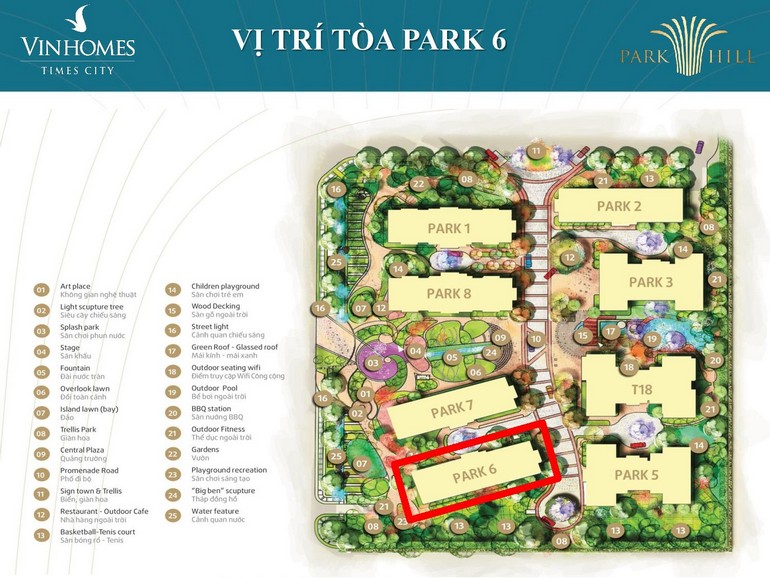 VINHOMES
TIMES CITY
VỊ TRÍ TÒA PARK 6
PARK HILL
01 Art place
Không gian nghệ thuật
02 Light scupture tree
Siêu cây chiếu sáng
03 Splash park
Sân chơi phun nước
04 Stage
Sân khấu
05 Fountain
Đài nước tràn
06 Overlook lawn
Đồi toàn cảnh
07 Island lawn (bay)
Đảo
08 Trellis Park
Giàn hoa
09 Central Plaza
Quảng trường
10 Promenade Road
Phố đi bộ
11 Sign town & Trellis
Biển, giàn hoa
12 Restaurant - Outdoor Cafe
Nhà hàng ngoài trời
13 Basketball-Tenis court
Sân bóng rổ - Tenis
14 Children playground
Sân chơi trẻ em
15 Wood Decking
Sàn gỗ ngoài trời
16 Street light
Cảnh quan chiếu sáng
17 Green Roof - Glassed roof
Mái kính - mái xanh
18 Outdoor seating wifi
Điểm truy cập Wifi Công cộng
19 Outdoor Pool
Bể bơi ngoài trời
20 BBQ station
Sân nướng BBQ
21 Outdoor Fitness
Thể dục ngoài trời
22 Gardens
Vườn
23 Playground recreation
Sân chơi sáng tạo
24 "Big ben" scupture
Tháp đồng hồ
25 Water feature
Cảnh quan nước
11
16 22 08 21 13
PARK 2
PARK 1
08
25 12 14
14
PARK 3
21
PARK 8
16 07 12
09 10 15 17 19
03 04 05 24
20
06 18
01
T18
16 02
PARK 7
21
22
14
25 07
PARK 6
PARK 5
21
08 23 13 13 08 13 13